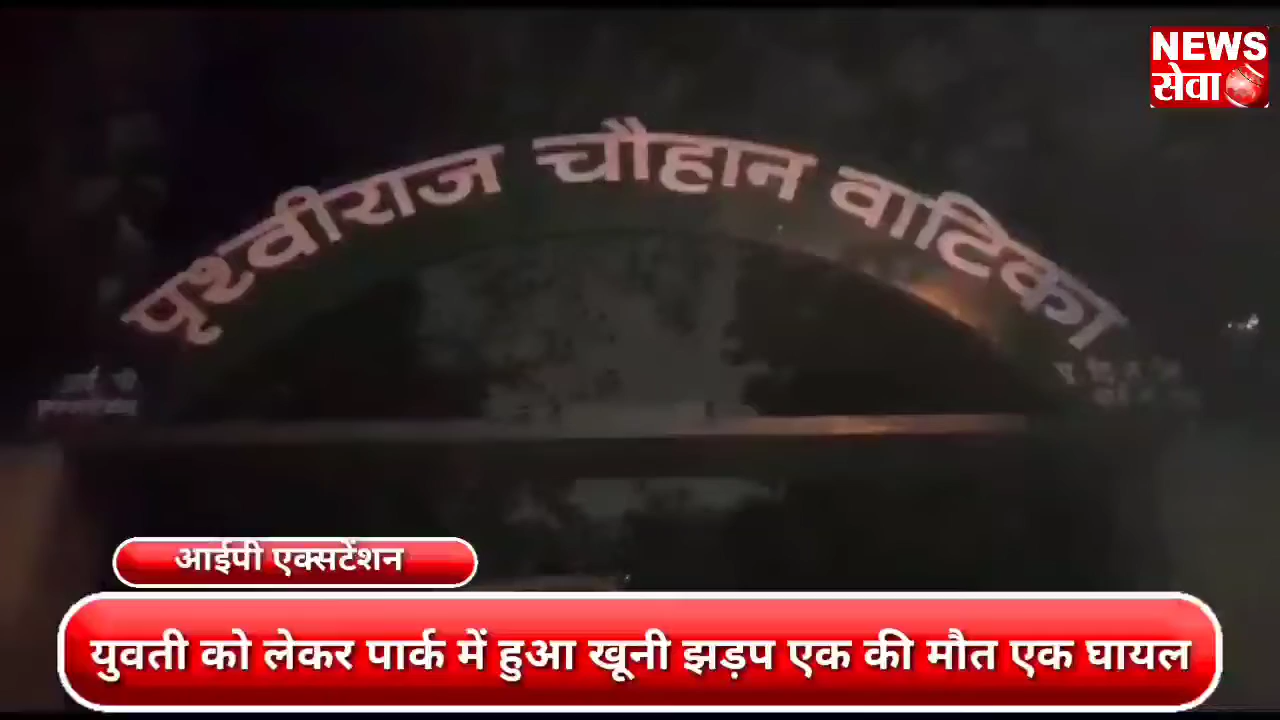 NEWS
सेवा
पृथ्वीराज चौहान वाटिका
आईपी एक्सटेंशन
युवती को लेकर पार्क में हुआ खूनी झड़प एक की मौत एक घायल